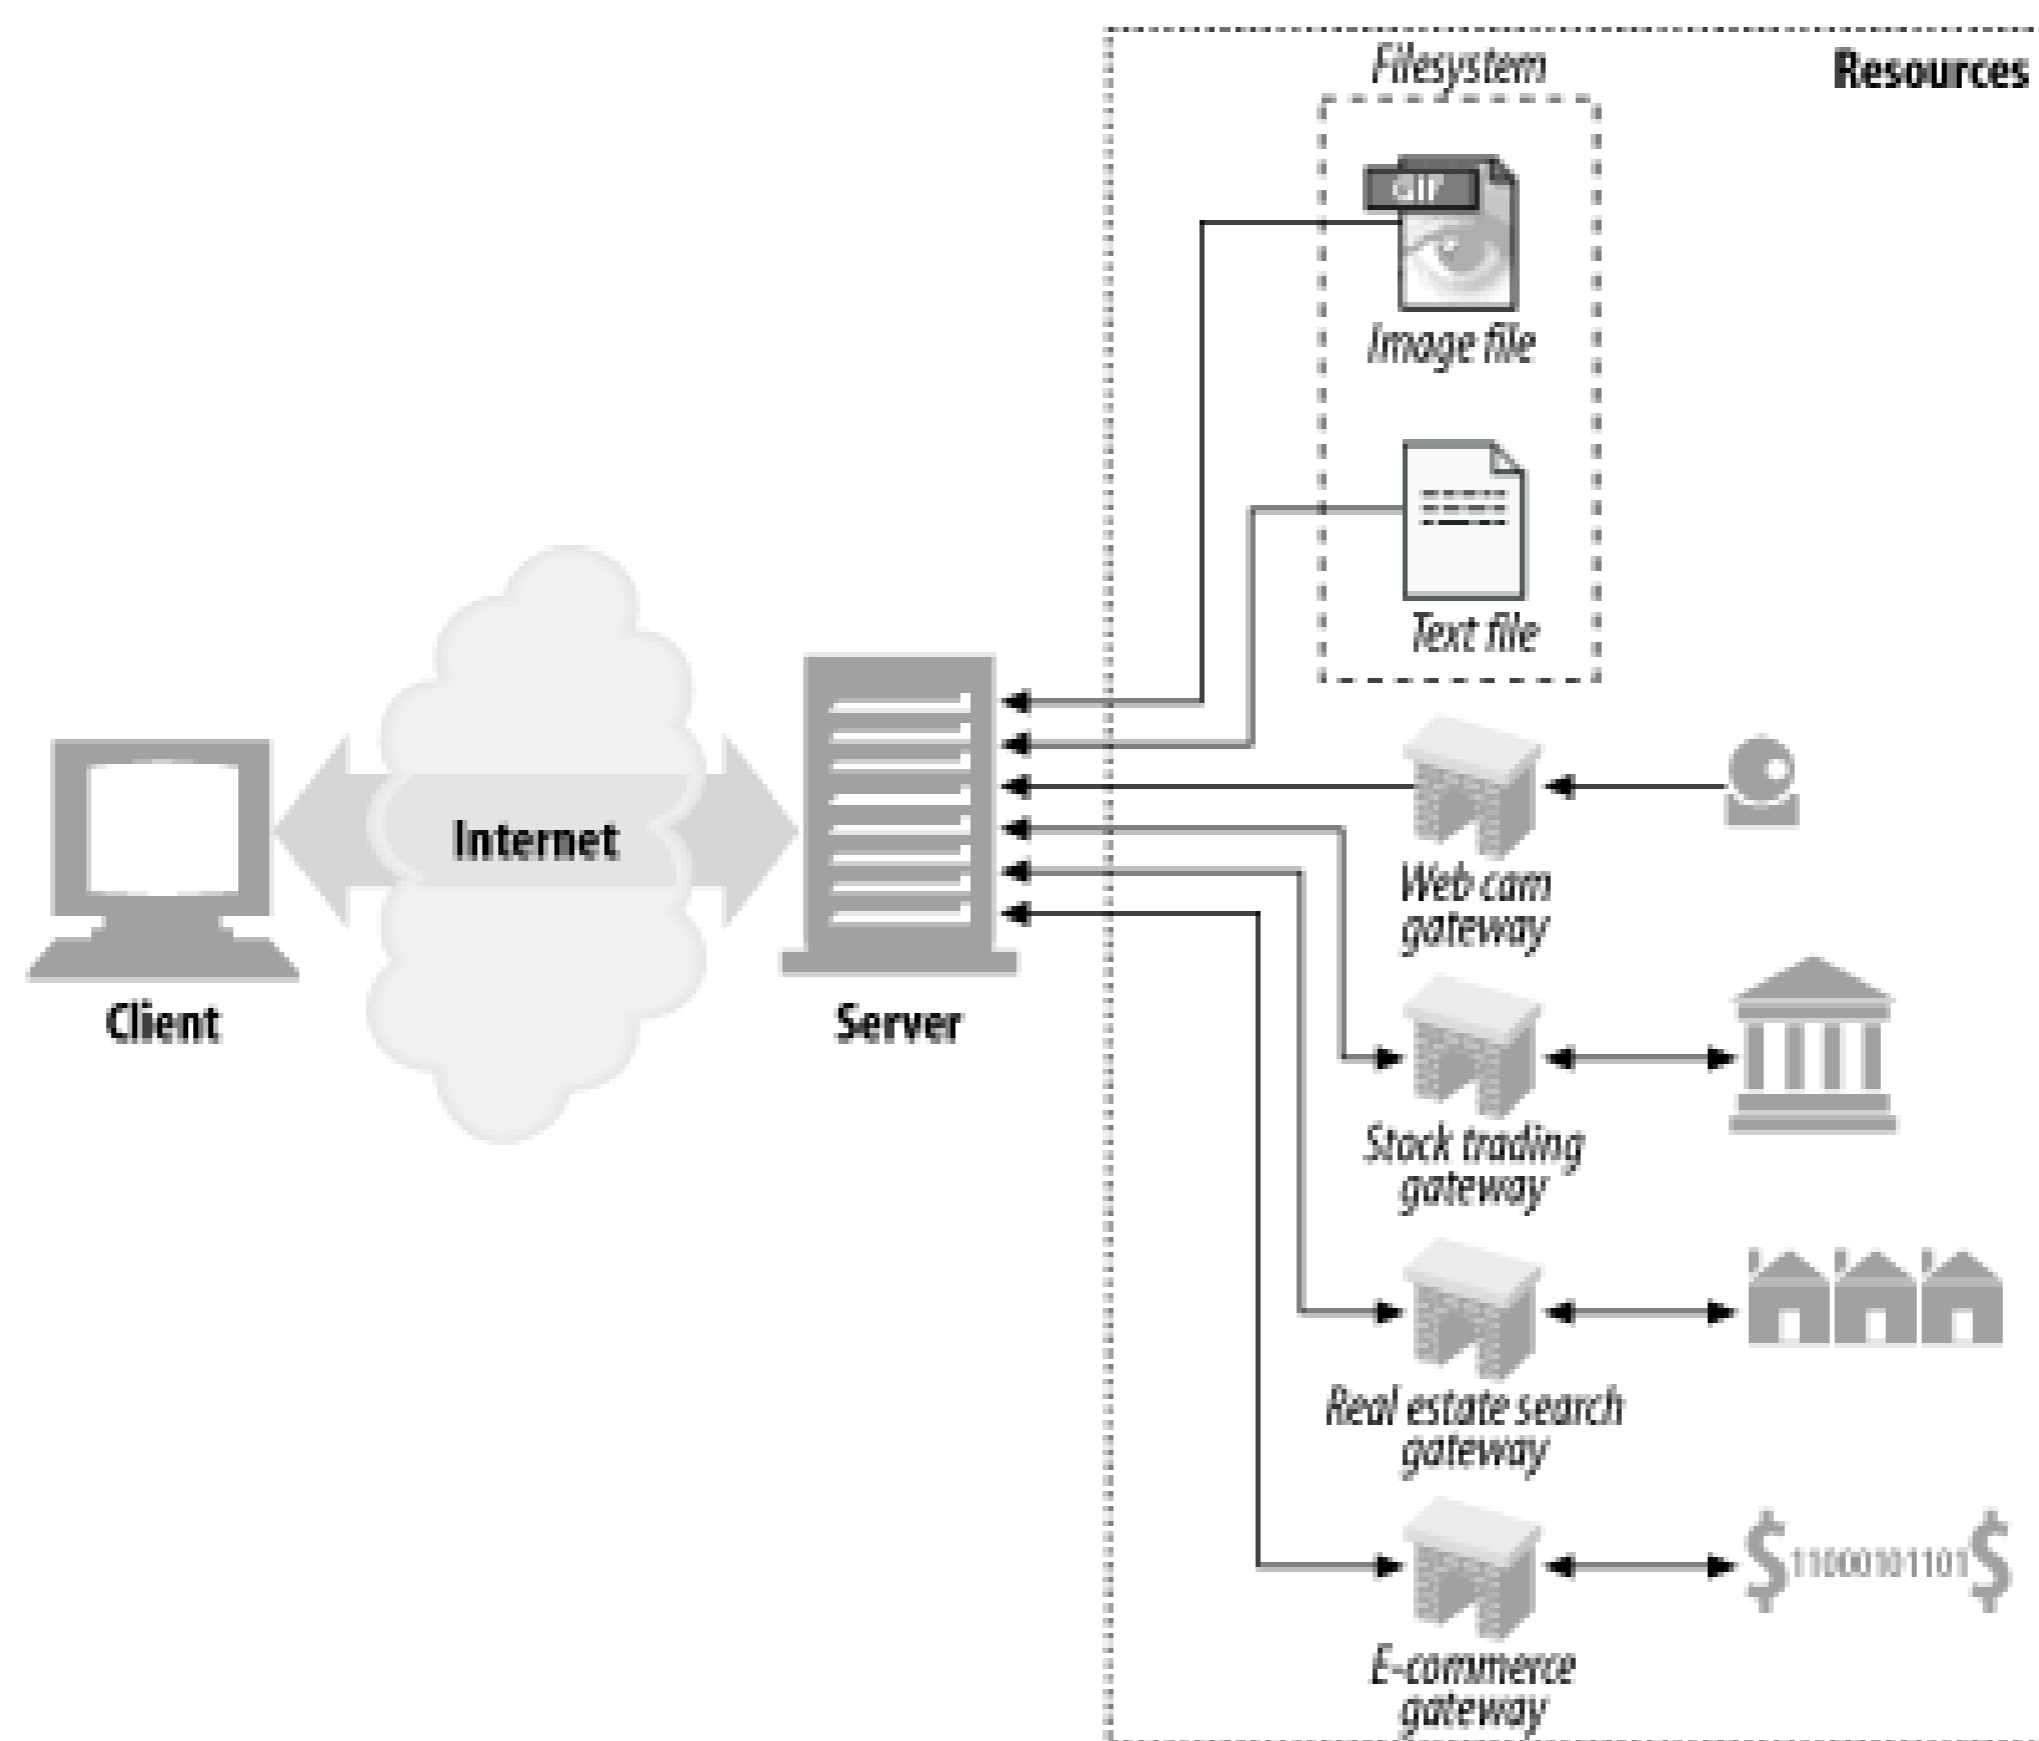 Filesystem
Resources
GIF
Image file
Text file
Internet
Client
Server
Web cam
gateway
Stock trading
gateway
Real estate search
gateway
$11000101101$
E-commerce
gateway